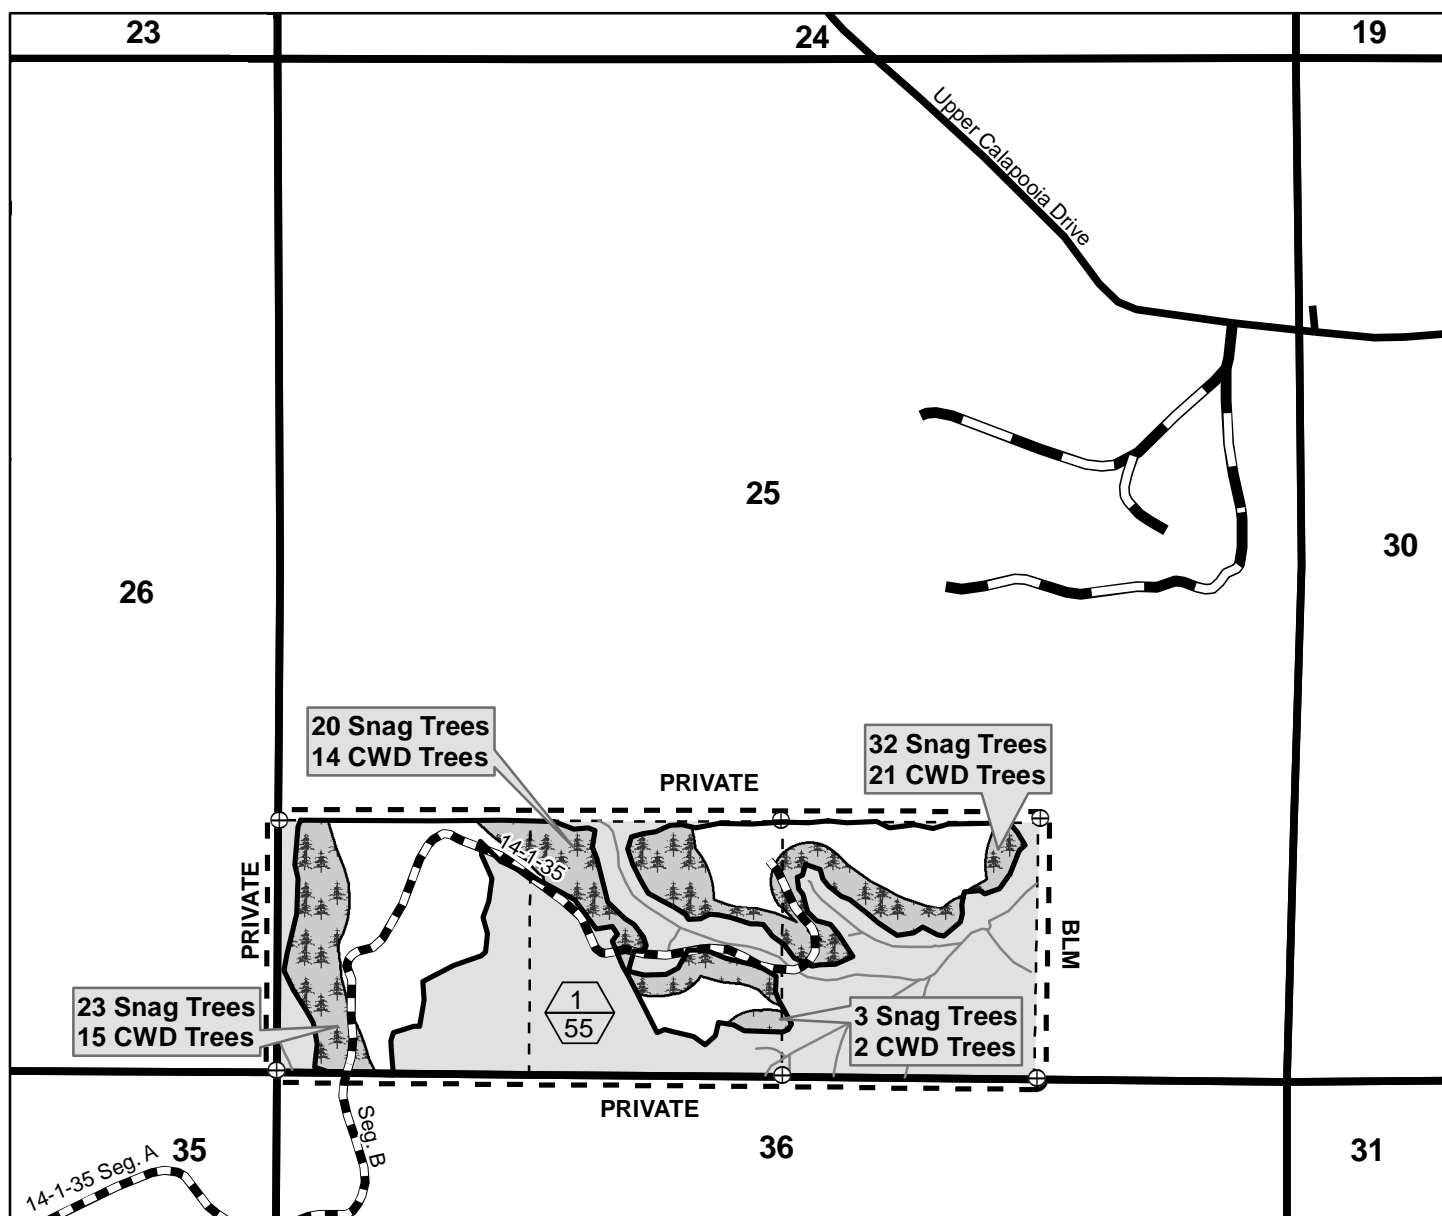 23
24
19
Upper Calapooia Drive
25
30
26
20 Snag Trees
14 CWD Trees
32 Snag Trees
21 CWD Trees
PRIVATE
14-1-35
PRIVATE
BLM
23 Snag Trees
15 CWD Trees
1
55
3 Snag Trees
2 CWD Trees
PRIVATE
Seg. B
35
36
31
14-1-35 Seg. A